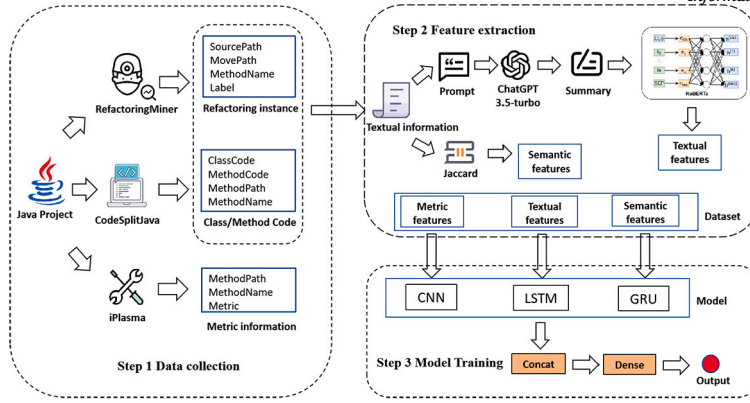 Step 2 Feature extraction
SourcePath
MovePath
MethodName
Label
RefactoringMiner
Refactoring instance
Prompt
ChatGPT
3.5-turbo
Summary
RoBERTa
Textual information
Textual
features
Jaccard
Semantic
features
ClassCode
MethodCode
MethodPath
MethodName
Java Project
CodeSplitJava
Class/Method Code
Metric
features
Textual
features
Semantic
features
Dataset
MethodPath
MethodName
Metric
iPlasma
Metric information
Step 1 Data collection
CNN
LSTM
GRU
Model
Step 3 Model Training
Concat
Dense
Output